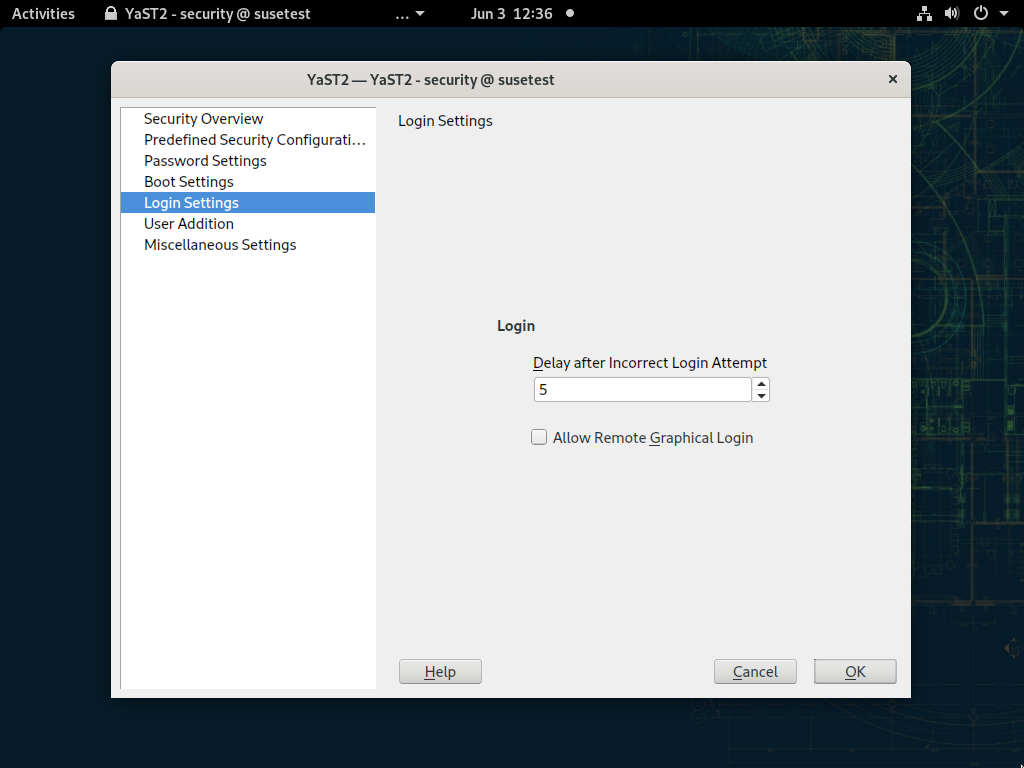 Activities YaST2 - security @ susetest ... Jun 3 12:36
YaST2 — YaST2 - security @ susetest
Security Overview
Predefined Security Configurati...
Password Settings
Boot Settings
Login Settings
User Addition
Miscellaneous Settings
Login Settings
Login
Delay after Incorrect Login Attempt
5
Allow Remote Graphical Login
Help Cancel OK